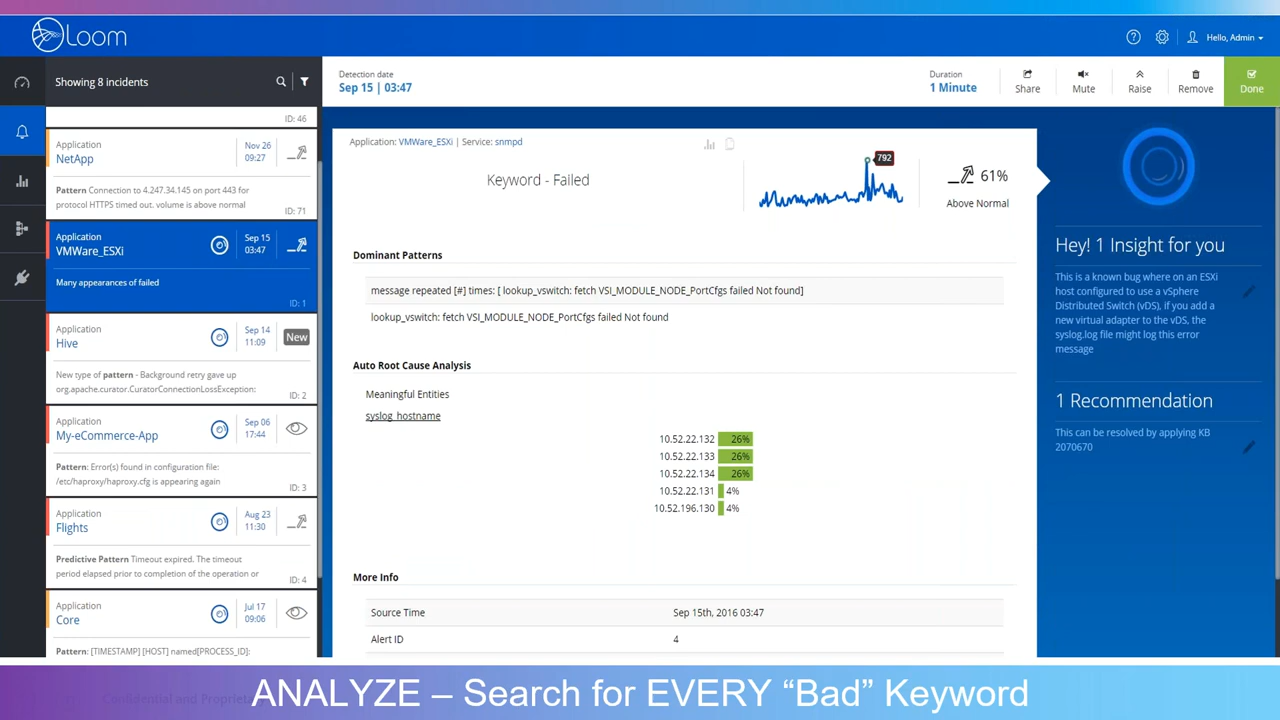 Loom
Hello, Admin
Showing 8 incidents
Detection date
Sep 15 | 03:47
Duration
1 Minute
Share
Mute
Raise
Remove
Done
ID: 46
Application
NetApp
Nov 26
09:27
Pattern Connection to 4.247.34.145 on port 443 for
protocol HTTPS timed out. volume is above normal
ID: 71
Application
VMWare_ESXi
Sep 15
03:47
Many appearances of failed
ID: 1
Application
Hive
Sep 14
11:09
New
New type of pattern - Background retry gave up
org.apache.curator.CuratorConnectionLossException:
ID: 2
Application
My-eCommerce-App
Sep 06
17:44
Pattern: Error(s) found in configuration file:
/etc/haproxy/haproxy.cfg is appearing again
ID: 3
Application
Flights
Aug 23
11:30
Predictive Pattern Timeout expired. The timeout
period elapsed prior to completion of the operation or
ID: 4
Application
Core
Jul 17
09:06
Pattern: [TIMESTAMP] [HOST] named[PROCESS_ID]:
Application: VMWare_ESXi | Service: snmpd
Keyword - Failed
792
61%
Above Normal
Dominant Patterns
message repeated [#] times: [ lookup_vswitch: fetch VSI_MODULE_NODE_PortCfgs failed Not found]
lookup_vswitch: fetch VSI_MODULE_NODE_PortCfgs failed Not found
Auto Root Cause Analysis
Meaningful Entities
syslog_hostname
10.52.22.132 26%
10.52.22.133 26%
10.52.22.134 26%
10.52.22.131 4%
10.52.196.130 4%
More Info
Source Time Sep 15th, 2016 03:47
Alert ID 4
Hey! 1 Insight for you
This is a known bug where on an ESXi
host configured to use a vSphere
Distributed Switch (vDS), if you add a
new virtual adapter to the vDS, the
syslog.log file might log this error
message
1 Recommendation
This can be resolved by applying KB
2070670
Confidential and Proprietary
ANALYZE – Search for EVERY “Bad” Keyword